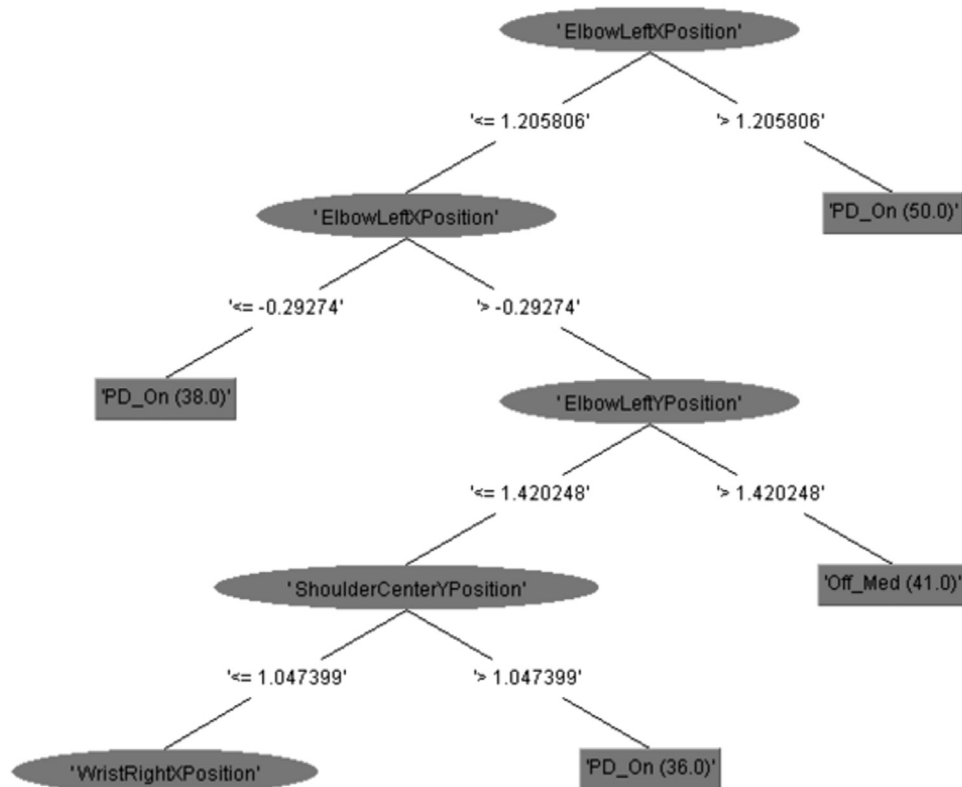 'ElbowLeftXPosition'
'<= 1.205806' '> 1.205806'
'ElbowLeftXPosition' 'PD_On (50.0)'
'<= -0.29274' '> -0.29274'
'PD_On (38.0)' 'ElbowLeftYPosition'
'<= 1.420248' '> 1.420248'
'ShoulderCenterYPosition' 'Off_Med (41.0)'
'<= 1.047399' '> 1.047399'
'WristRightXPosition' 'PD_On (36.0)'